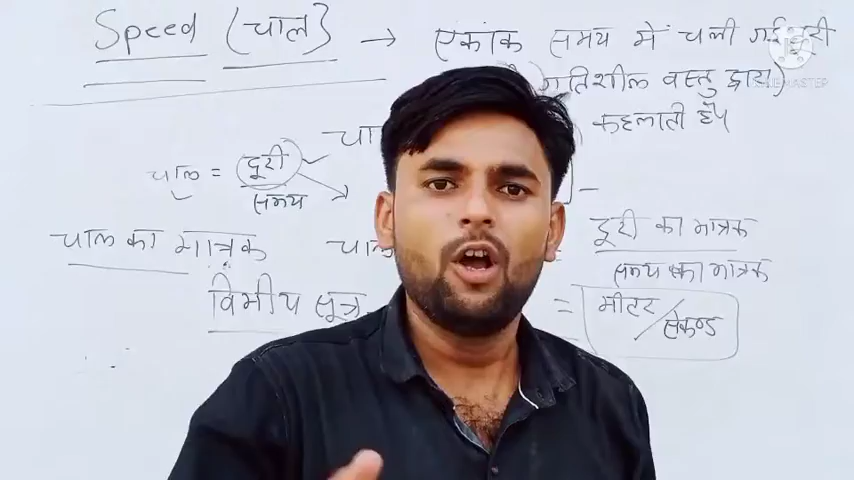 Speed (चाल) → एकांक समय में चली गई दूरी
गतिशील वस्तु द्वारा)
कहलाती है।
चाल = दूरी
समय
चाल का मात्रक
चाल
= दूरी का मात्रक
समय का मात्रक
विमीय सूत्र
= मीटर/सेकण्ड